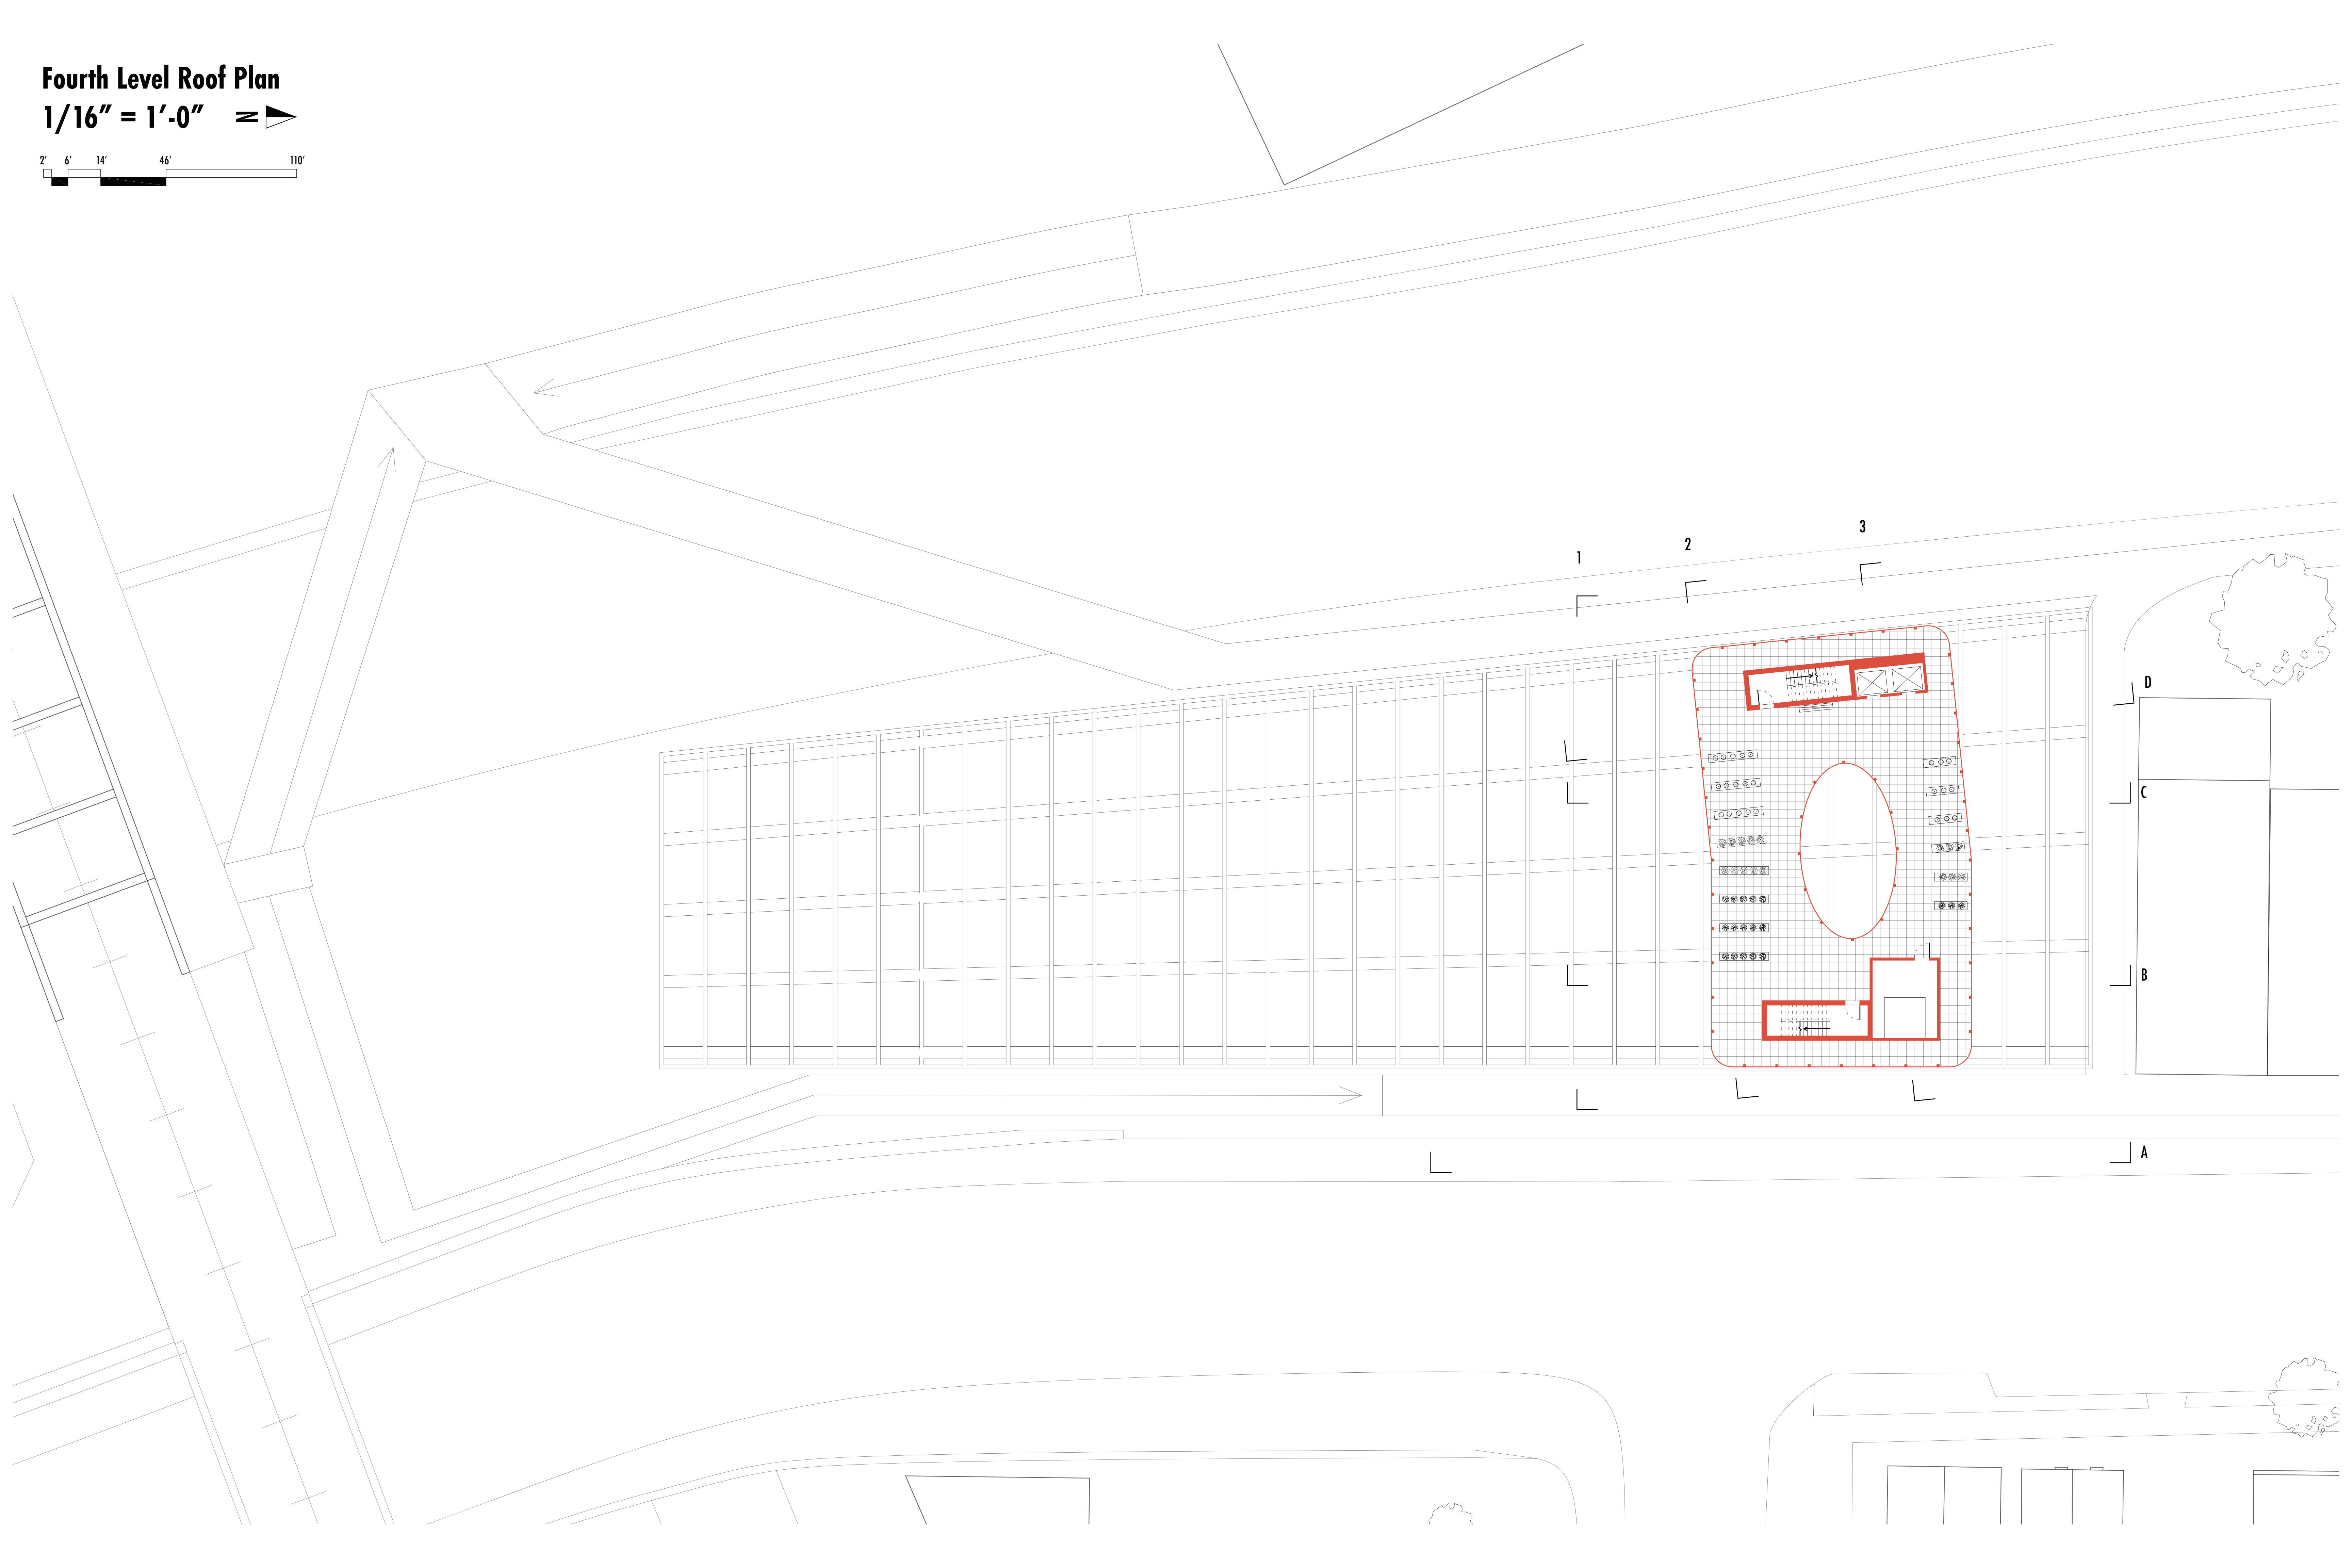 Fourth Level Roof Plan
1/16” = 1’-0” N
2’ 6’ 14’ 46’ 110’
3
2
1
D
C
B
A